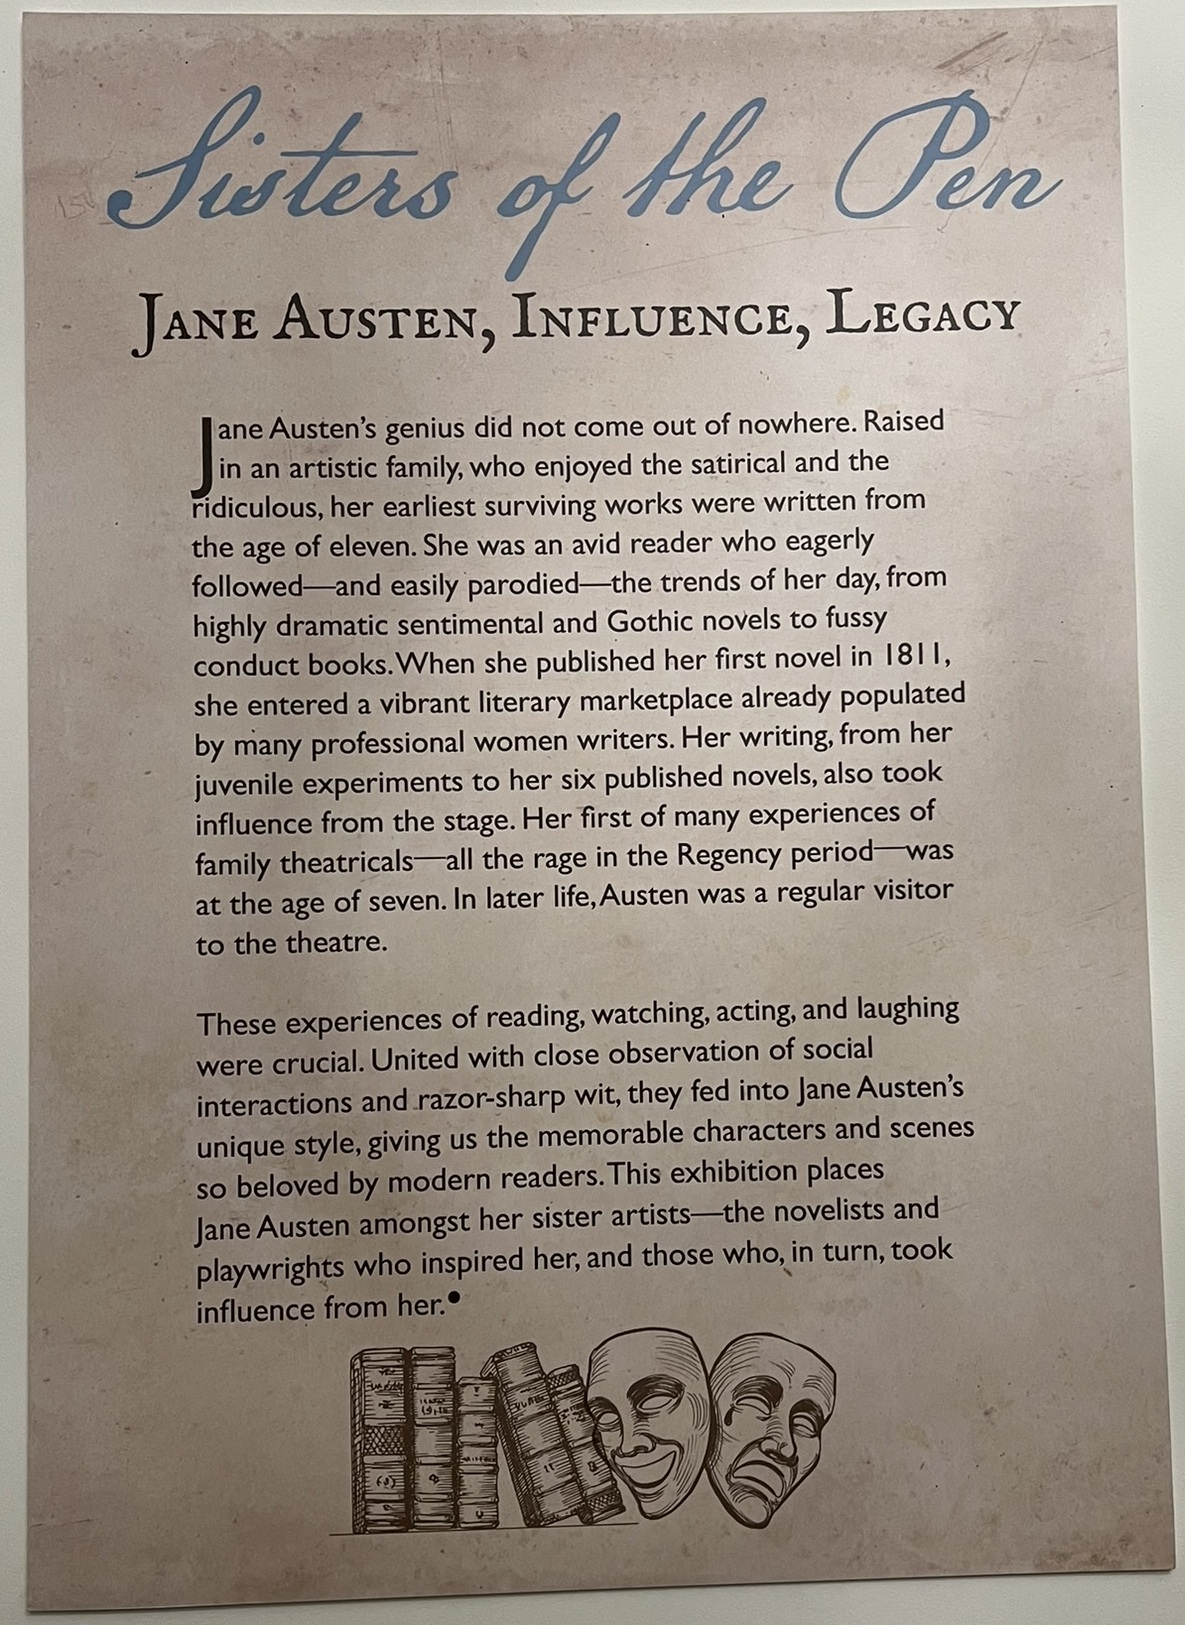 Sisters of the Pen
JANE AUSTEN, INFLUENCE, LEGACY
Jane Austen's genius did not come out of nowhere. Raised
in an artistic family, who enjoyed the satirical and the
ridiculous, her earliest surviving works were written from
the age of eleven. She was an avid reader who eagerly
followed—and easily parodied—the trends of her day, from
highly dramatic sentimental and Gothic novels to fussy
conduct books. When she published her first novel in 1811,
she entered a vibrant literary marketplace already populated
by many professional women writers. Her writing, from her
juvenile experiments to her six published novels, also took
influence from the stage. Her first of many experiences of
family theatricals—all the rage in the Regency period—was
at the age of seven. In later life, Austen was a regular visitor
to the theatre.
These experiences of reading, watching, acting, and laughing
were crucial. United with close observation of social
interactions and razor-sharp wit, they fed into Jane Austen's
unique style, giving us the memorable characters and scenes
so beloved by modern readers. This exhibition places
Jane Austen amongst her sister artists—the novelists and
playwrights who inspired her, and those who, in turn, took
influence from her.●